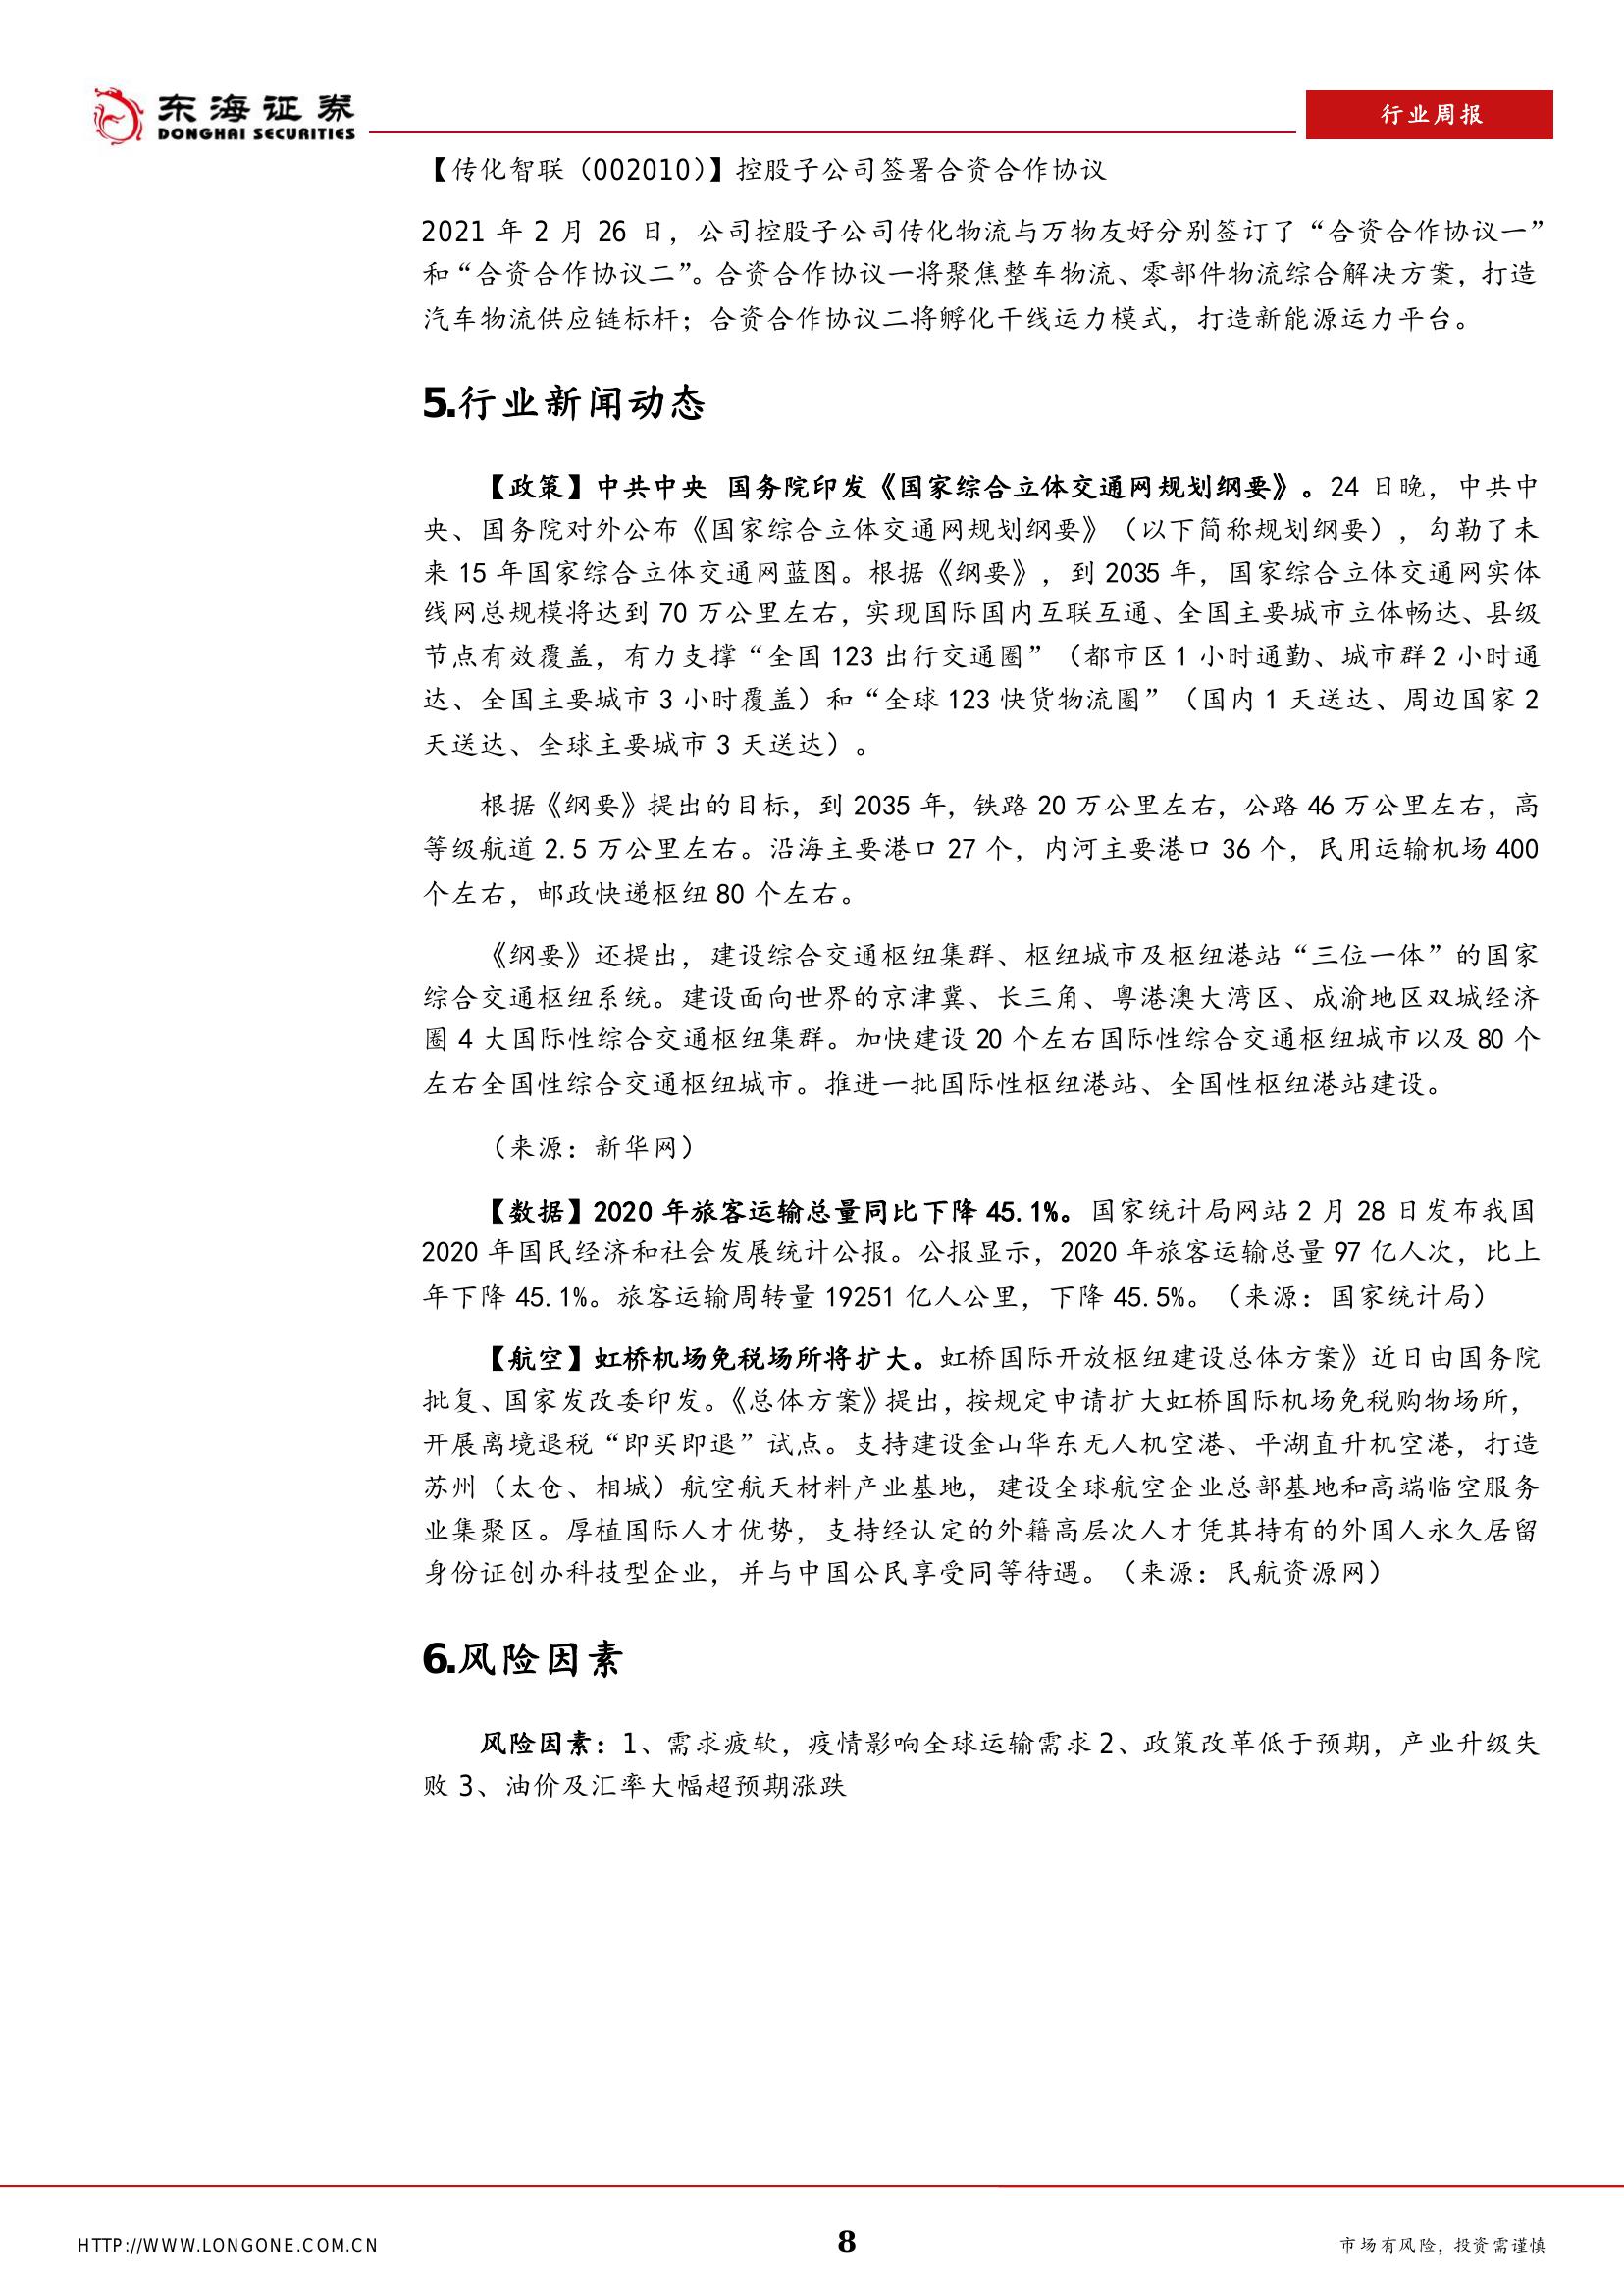 东海证券
DONGHAI SECURITIES
行业周报
【传化智联（002010）】控股子公司签署合资合作协议
2021 年 2 月 26 日，公司控股子公司传化物流与万物友好分别签订了“合资合作协议一”
和“合资合作协议二”。合资合作协议一将聚焦整车物流、零部件物流综合解决方案，打造
汽车物流供应链标杆；合资合作协议二将孵化干线运力模式，打造新能源运力平台。
5.行业新闻动态
【政策】中共中央 国务院印发《国家综合立体交通网规划纲要》。24 日晚，中共中
央、国务院对外公布《国家综合立体交通网规划纲要》（以下简称规划纲要），勾勒了未
来 15 年国家综合立体交通网蓝图。根据《纲要》，到 2035 年，国家综合立体交通网实体
线网总规模将达到 70 万公里左右，实现国际国内互联互通、全国主要城市立体畅达、县级
节点有效覆盖，有力支撑“全国 123 出行交通圈”（都市区 1 小时通勤、城市群 2 小时通
达、全国主要城市 3 小时覆盖）和“全球 123 快货物流圈”（国内 1 天送达、周边国家 2
天送达、全球主要城市 3 天送达）。
根据《纲要》提出的目标，到 2035 年，铁路 20 万公里左右，公路 46 万公里左右，高
等级航道 2.5 万公里左右。沿海主要港口 27 个，内河主要港口 36 个，民用运输机场 400
个左右，邮政快递枢纽 80 个左右。
《纲要》还提出，建设综合交通枢纽集群、枢纽城市及枢纽港站“三位一体”的国家
综合交通枢纽系统。建设面向世界的京津冀、长三角、粤港澳大湾区、成渝地区双城经济
圈 4 大国际性综合交通枢纽集群。加快建设 20 个左右国际性综合交通枢纽城市以及 80 个
左右全国性综合交通枢纽城市。推进一批国际性枢纽港站、全国性枢纽港站建设。
（来源：新华网）
【数据】2020 年旅客运输总量同比下降 45.1%。国家统计局网站 2 月 28 日发布我国
2020 年国民经济和社会发展统计公报。公报显示，2020 年旅客运输总量 97 亿人次，比上
年下降 45.1%。旅客运输周转量 19251 亿人公里，下降 45.5%。（来源：国家统计局）
【航空】虹桥机场免税场所将扩大。虹桥国际开放枢纽建设总体方案》近日由国务院
批复、国家发改委印发。《总体方案》提出，按规定申请扩大虹桥国际机场免税购物场所，
开展离境退税“即买即退”试点。支持建设金山华东无人机空港、平湖直升机空港，打造
苏州（太仓、相城）航空航天材料产业基地，建设全球航空企业总部基地和高端临空服务
业集聚区。厚植国际人才优势，支持经认定的外籍高层次人才凭其持有的外国人永久居留
身份证创办科技型企业，并与中国公民享受同等待遇。（来源：民航资源网）
6.风险因素
风险因素：1、需求疲软，疫情影响全球运输需求 2、政策改革低于预期，产业升级失
败 3、油价及汇率大幅超预期涨跌
HTTP://WWW.LONGONE.COM.CN
8
市场有风险，投资需谨慎